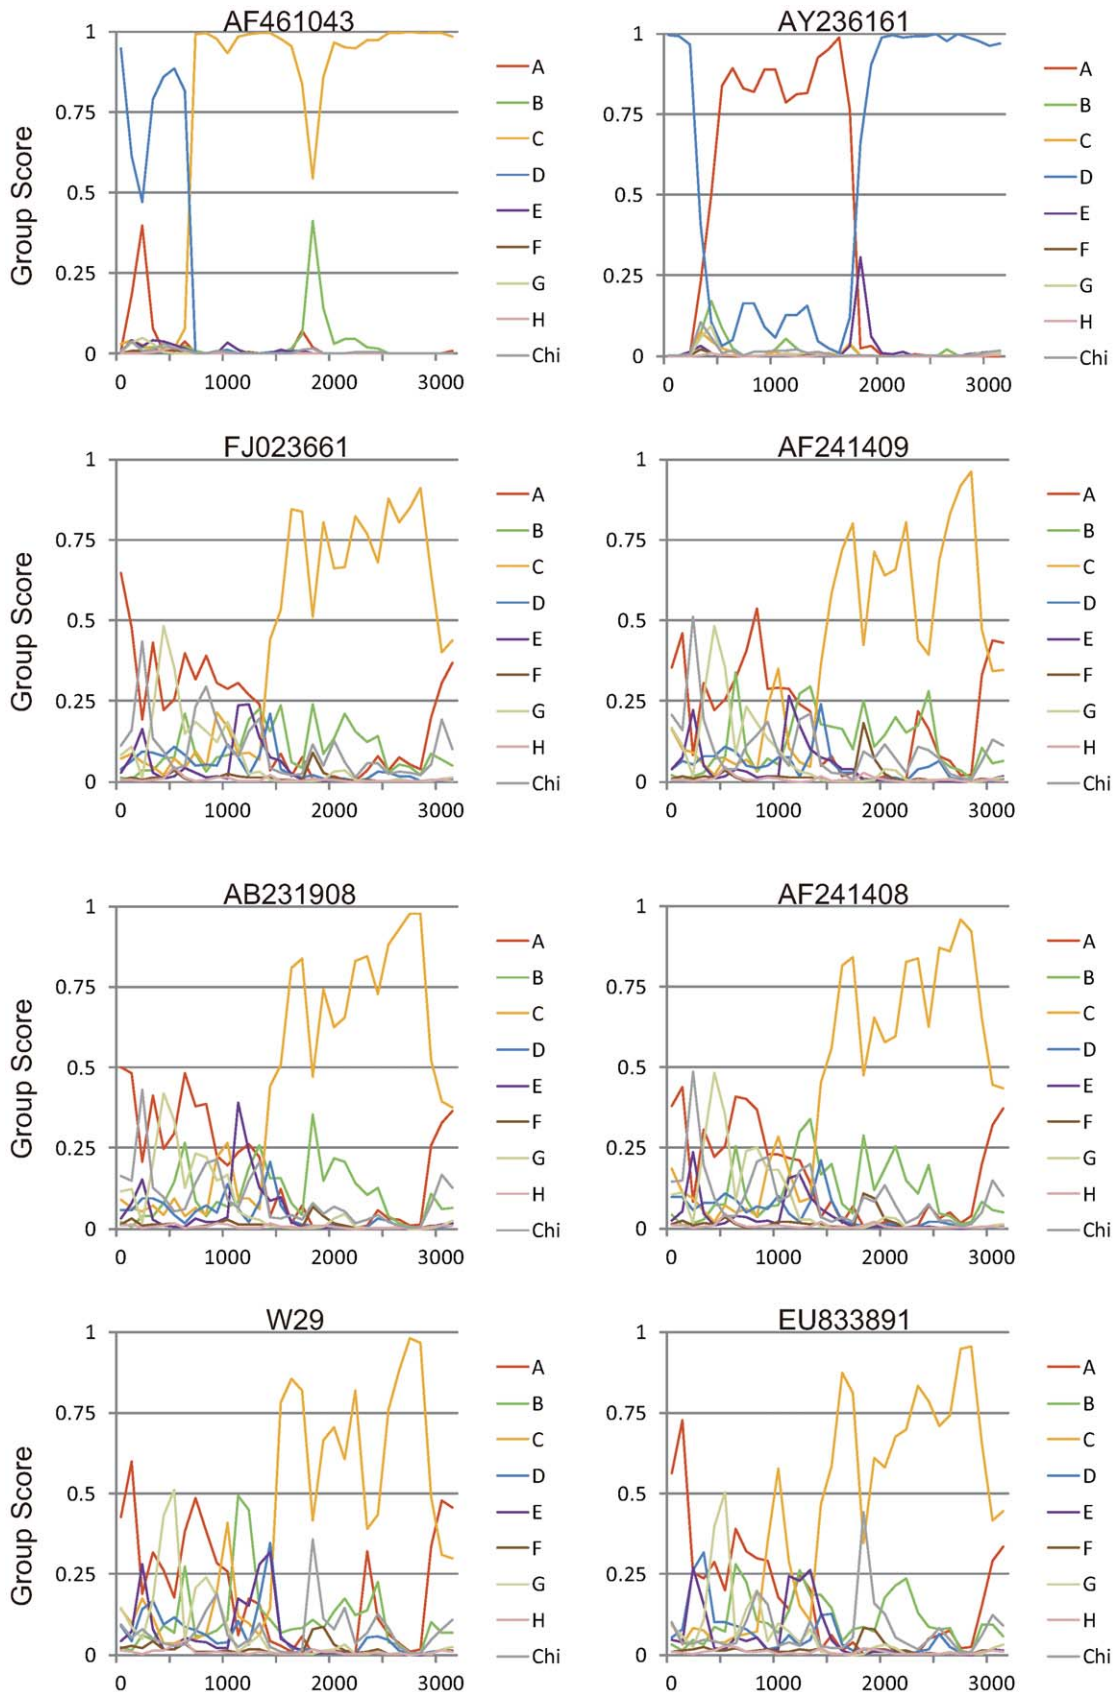 AF461043
1
0.75
0.5
0.25
0
0
1000
2000
3000
Group Score
A
B
C
D
E
F
G
H
Chi
AY236161
1
0.75
0.5
0.25
0
0
1000
2000
3000
A
B
C
D
E
F
G
H
Chi
FJ023661
1
0.75
0.5
0.25
0
0
1000
2000
3000
Group Score
A
B
C
D
E
F
G
H
Chi
AF241409
1
0.75
0.5
0.25
0
0
1000
2000
3000
A
B
C
D
E
F
G
H
Chi
AB231908
1
0.75
0.5
0.25
0
0
1000
2000
3000
Group Score
A
B
C
D
E
F
G
H
Chi
AF241408
1
0.75
0.5
0.25
0
0
1000
2000
3000
A
B
C
D
E
F
G
H
Chi
W29
1
0.75
0.5
0.25
0
0
1000
2000
3000
Group Score
A
B
C
D
E
F
G
H
Chi
EU833891
1
0.75
0.5
0.25
0
0
1000
2000
3000
A
B
C
D
E
F
G
H
Chi